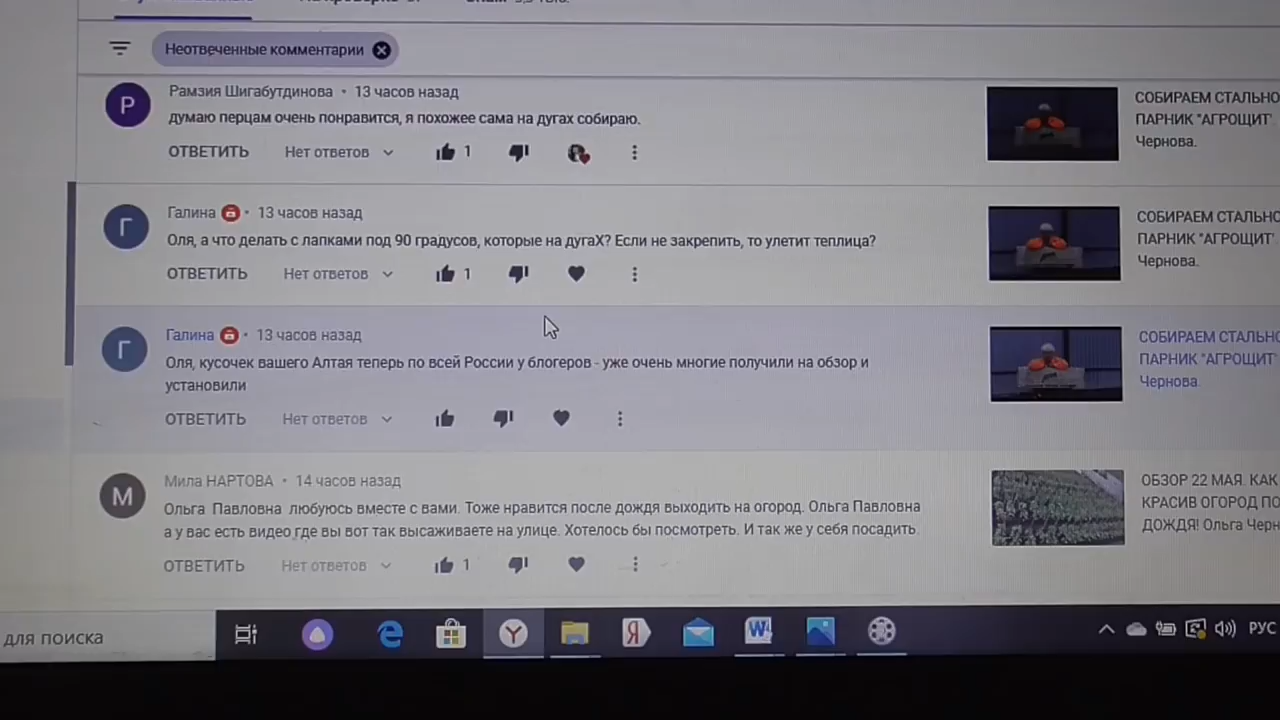 Неотвеченные комментарии
Рамзия Шигабутдинова • 13 часов назад
думаю перцам очень понравится, я похожее сама на дугах собираю.
ОТВЕТИТЬ Нет ответов 1
СОБИРАЕМ СТАЛЬНО
ПАРНИК "АГРОЩИТ"
Чернова.
Р
Галина • 13 часов назад
Оля, а что делать с лапками под 90 градусов, которые на дугаХ? Если не закрепить, то улетит теплица?
ОТВЕТИТЬ Нет ответов 1
СОБИРАЕМ СТАЛЬНО
ПАРНИК "АГРОЩИТ"
Чернова.
Г
Галина • 13 часов назад
Оля, кусочек вашего Алтая теперь по всей России у блогеров - уже очень многие получили на обзор и
установили
ОТВЕТИТЬ Нет ответов
СОБИРАЕМ СТАЛЬНО
ПАРНИК "АГРОЩИТ"
Чернова.
Г
Мила НАРТОВА • 14 часов назад
Ольга Павловна любуюсь вместе с вами. Тоже нравится после дождя выходить на огород. Ольга Павловна
а у вас есть видео где вы вот так высаживаете на улице. Хотелось бы посмотреть. И так же у себя посадить.
ОТВЕТИТЬ Нет ответов 1
ОБЗОР 22 МАЯ. КАК
КРАСИВ ОГОРОД ПО
ДОЖДЯ! Ольга Черн
М
для поиска
РУС